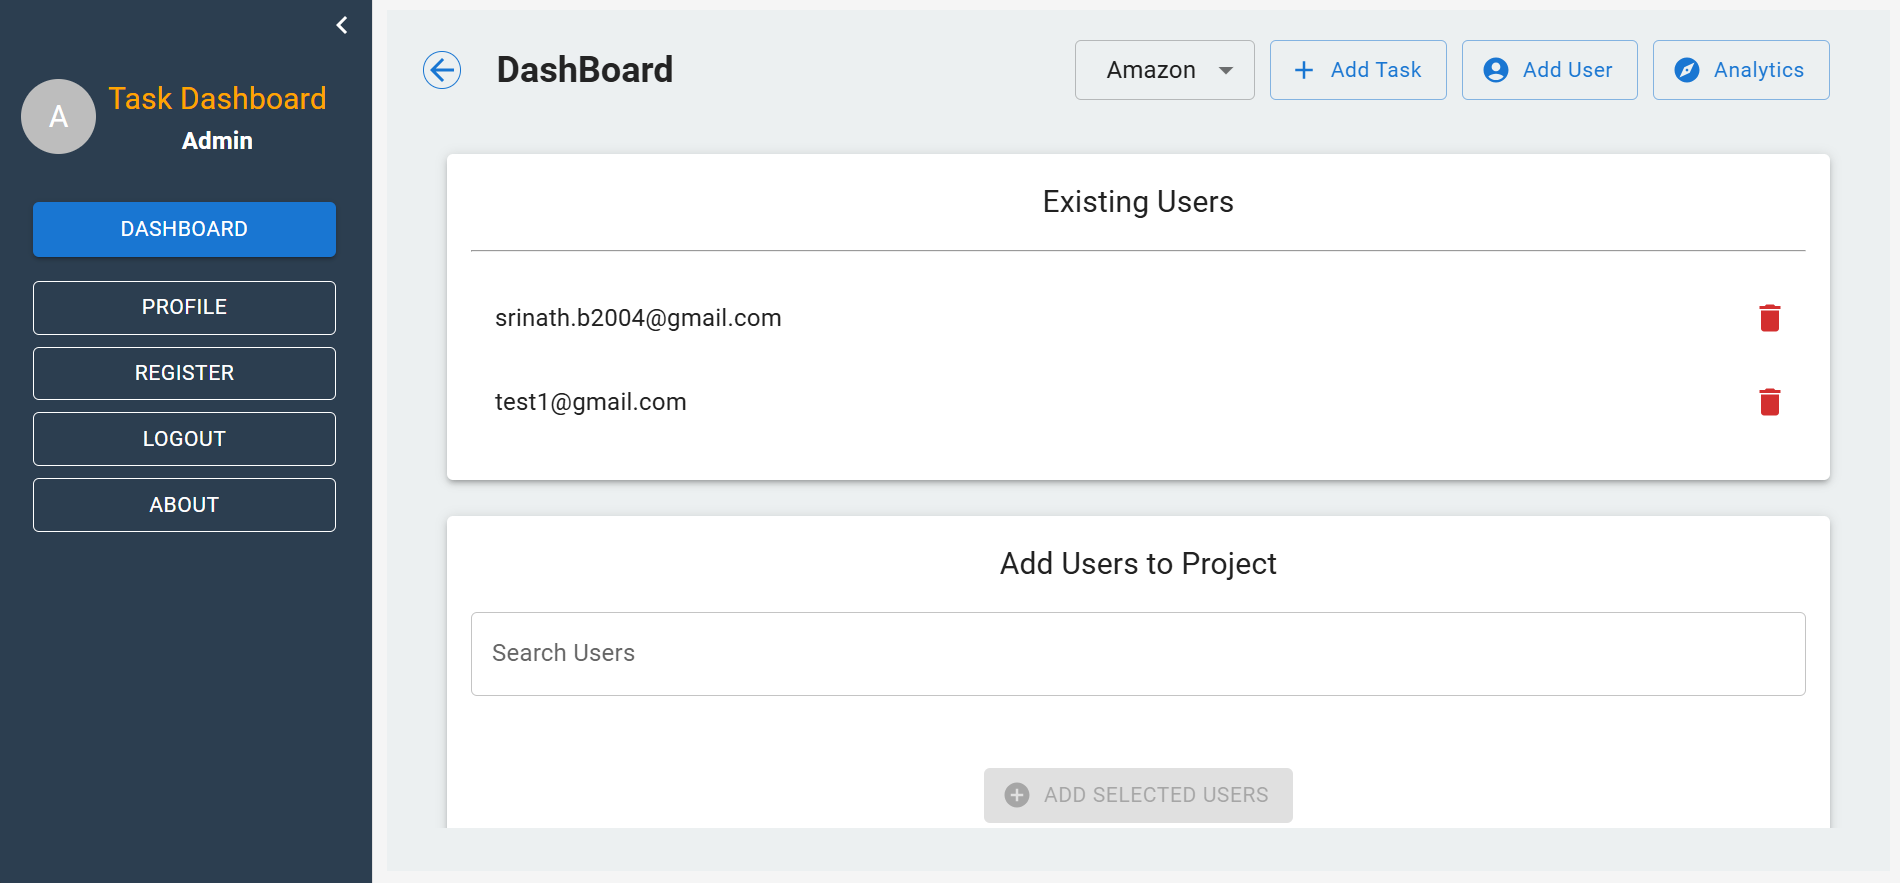 A
Task Dashboard
Admin
DASHBOARD
PROFILE
REGISTER
LOGOUT
ABOUT
DashBoard
Amazon
Add Task
Add User
Analytics
Existing Users
srinath.b2004@gmail.com
test1@gmail.com
Add Users to Project
Search Users
ADD SELECTED USERS